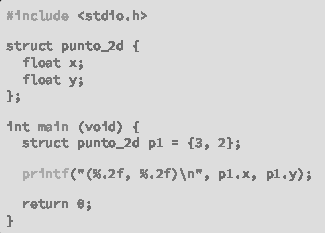 #include <stdio.h>
struct punto_2d {
float x;
float y;
};
int main (void) {
struct punto_2d p1 = {3, 2};
printf("(%.2f, %.2f)\n", p1.x, p1.y);
return 0;
}